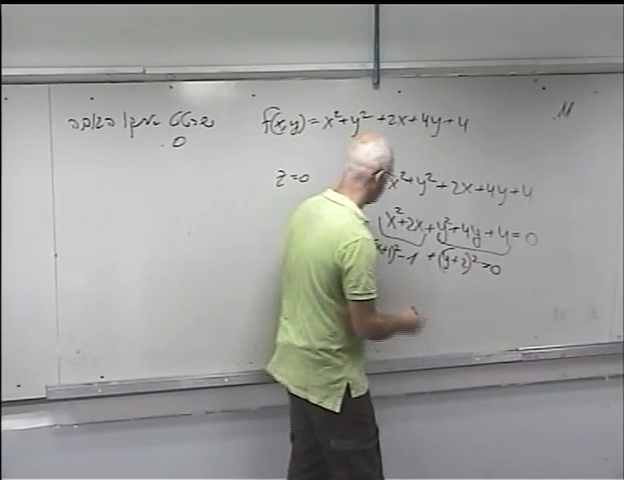 f(x,y)=x²+y²+2x+4y+4
0
M
z=0
x²+y²+2x+4y+4
x²+2x+y²+4y+4=0
x+1)²-1 +(y+2)²=0